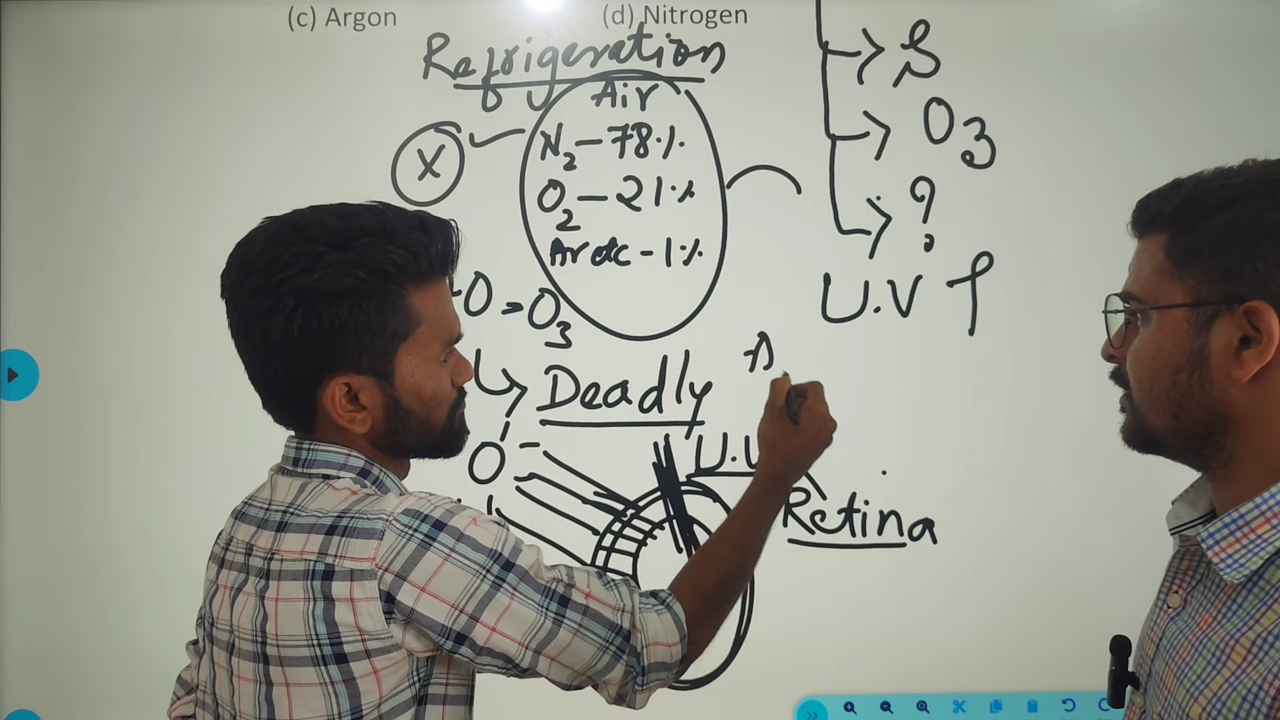 (c) Argon (d) Nitrogen
Refrigeration
Air
X
N2 - 78%
O2 - 21%
Ar etc - 1%
O3
?
U.V ↑
O = O3
Deadly
O
U.V
Retina